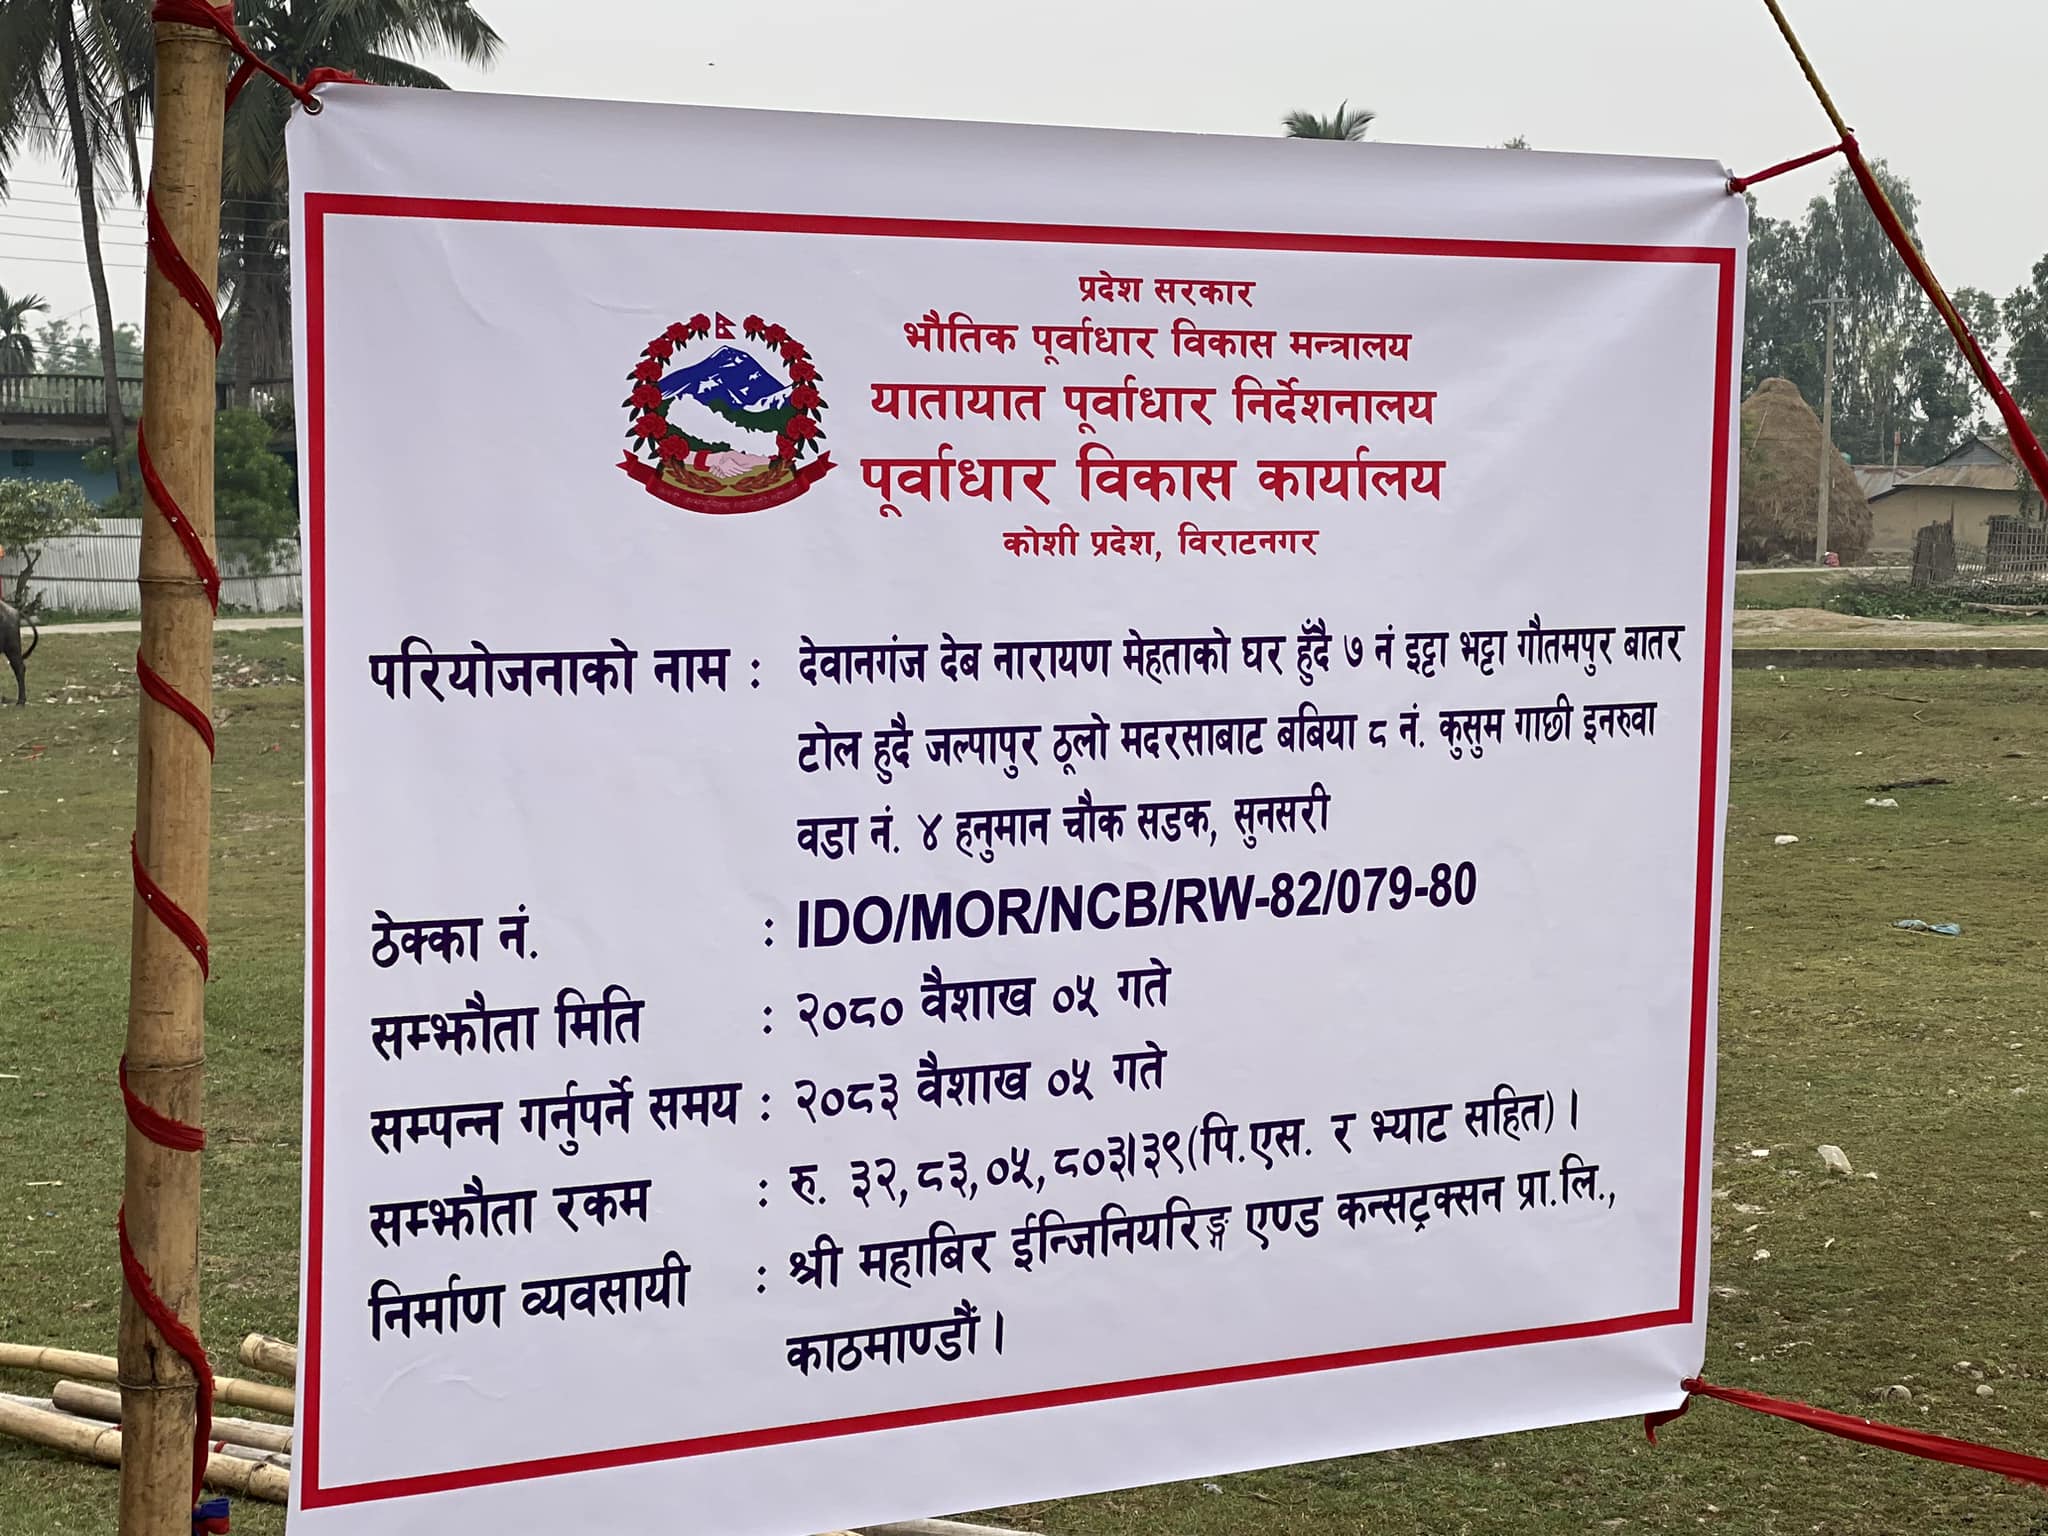 प्रदेश सरकार
भौतिक पूर्वाधार विकास मन्त्रालय
यातायात पूर्वाधार निर्देशनालय
पूर्वाधार विकास कार्यालय
कोशी प्रदेश, विराटनगर
परियोजनाको नाम : देवानगंज देब नारायण मेहताको घर हुँदै ७ नं इट्टा भट्टा गौतमपुर बातर
टोल हुदै जल्पापुर ठूलो मदरसाबाट बबिया ८ नं. कुसुम गाछी इनरुवा
वडा नं. ४ हनुमान चौक सडक, सुनसरी
ठेक्का नं. : IDO/MOR/NCB/RW-82/079-80
सम्झौता मिति : २०८० वैशाख ०५ गते
सम्पन्न गर्नुपर्ने समय : २०८३ वैशाख ०५ गते
सम्झौता रकम : रु. ३२,८३,०५,८०३।३९(पि.एस. र भ्याट सहित)।
निर्माण व्यवसायी : श्री महाबिर ईन्जिनियरिङ्ग एण्ड कन्सट्रक्सन प्रा.लि.,
काठमाण्डौं।